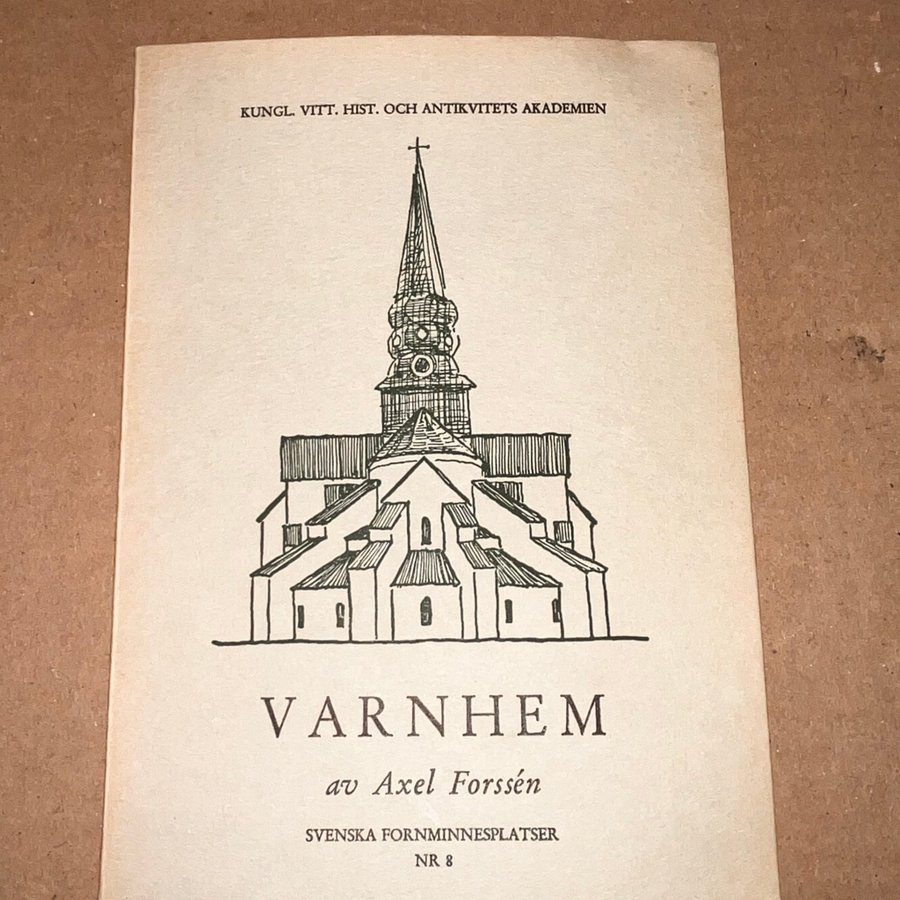 KUNGL. VITT. HIST. OCH ANTIKVITETS AKADEMIEN
VARNHEM
av Axel Forssén
SVENSKA FORNMINNESPLATSER
NR 8